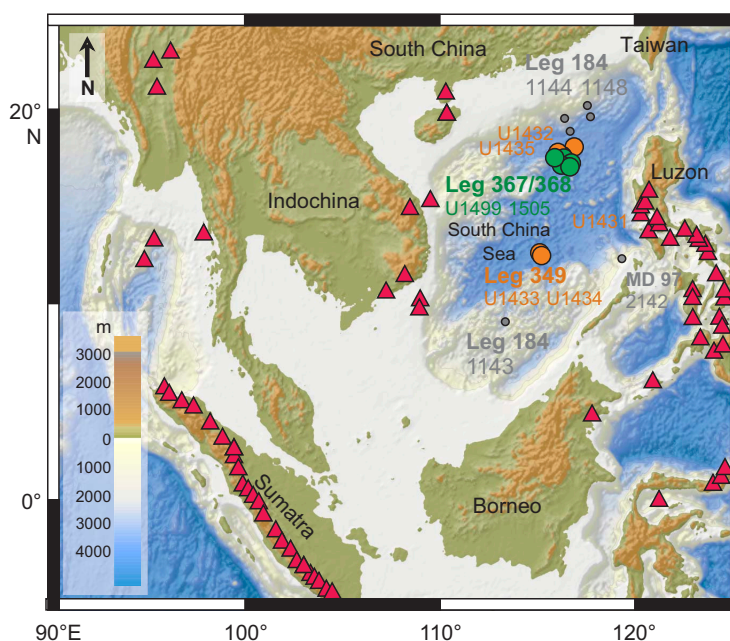 South China
Taiwan
N
Leg 184
1144 1148
20°
N
U1432
U1435
Luzon
Leg 367/368
U1499 1505
Indochina
U1431
South China
Sea
Leg 349
U1433 U1434
MD 97
2142
Leg 184
1143
m
3000
2000
1000
0
1000
2000
3000
4000
0°
Sumatra
Borneo
90°E
100°
110°
120°